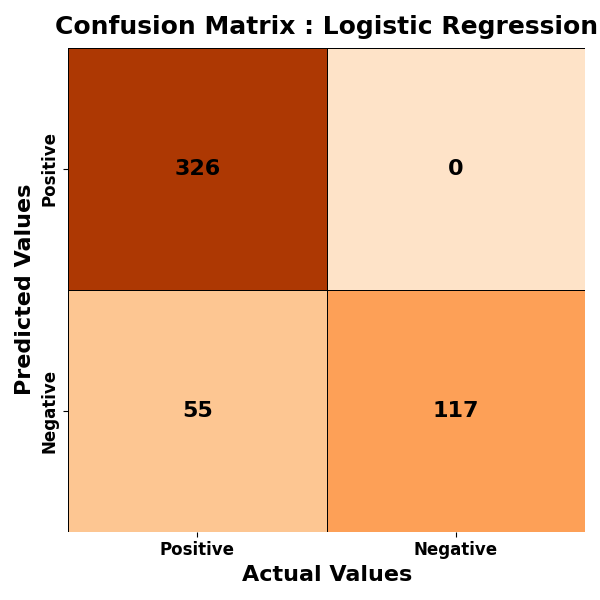 Confusion Matrix : Logistic Regression
Predicted Values
Positive
326
0
Negative
55
117
Positive
Negative
Actual Values